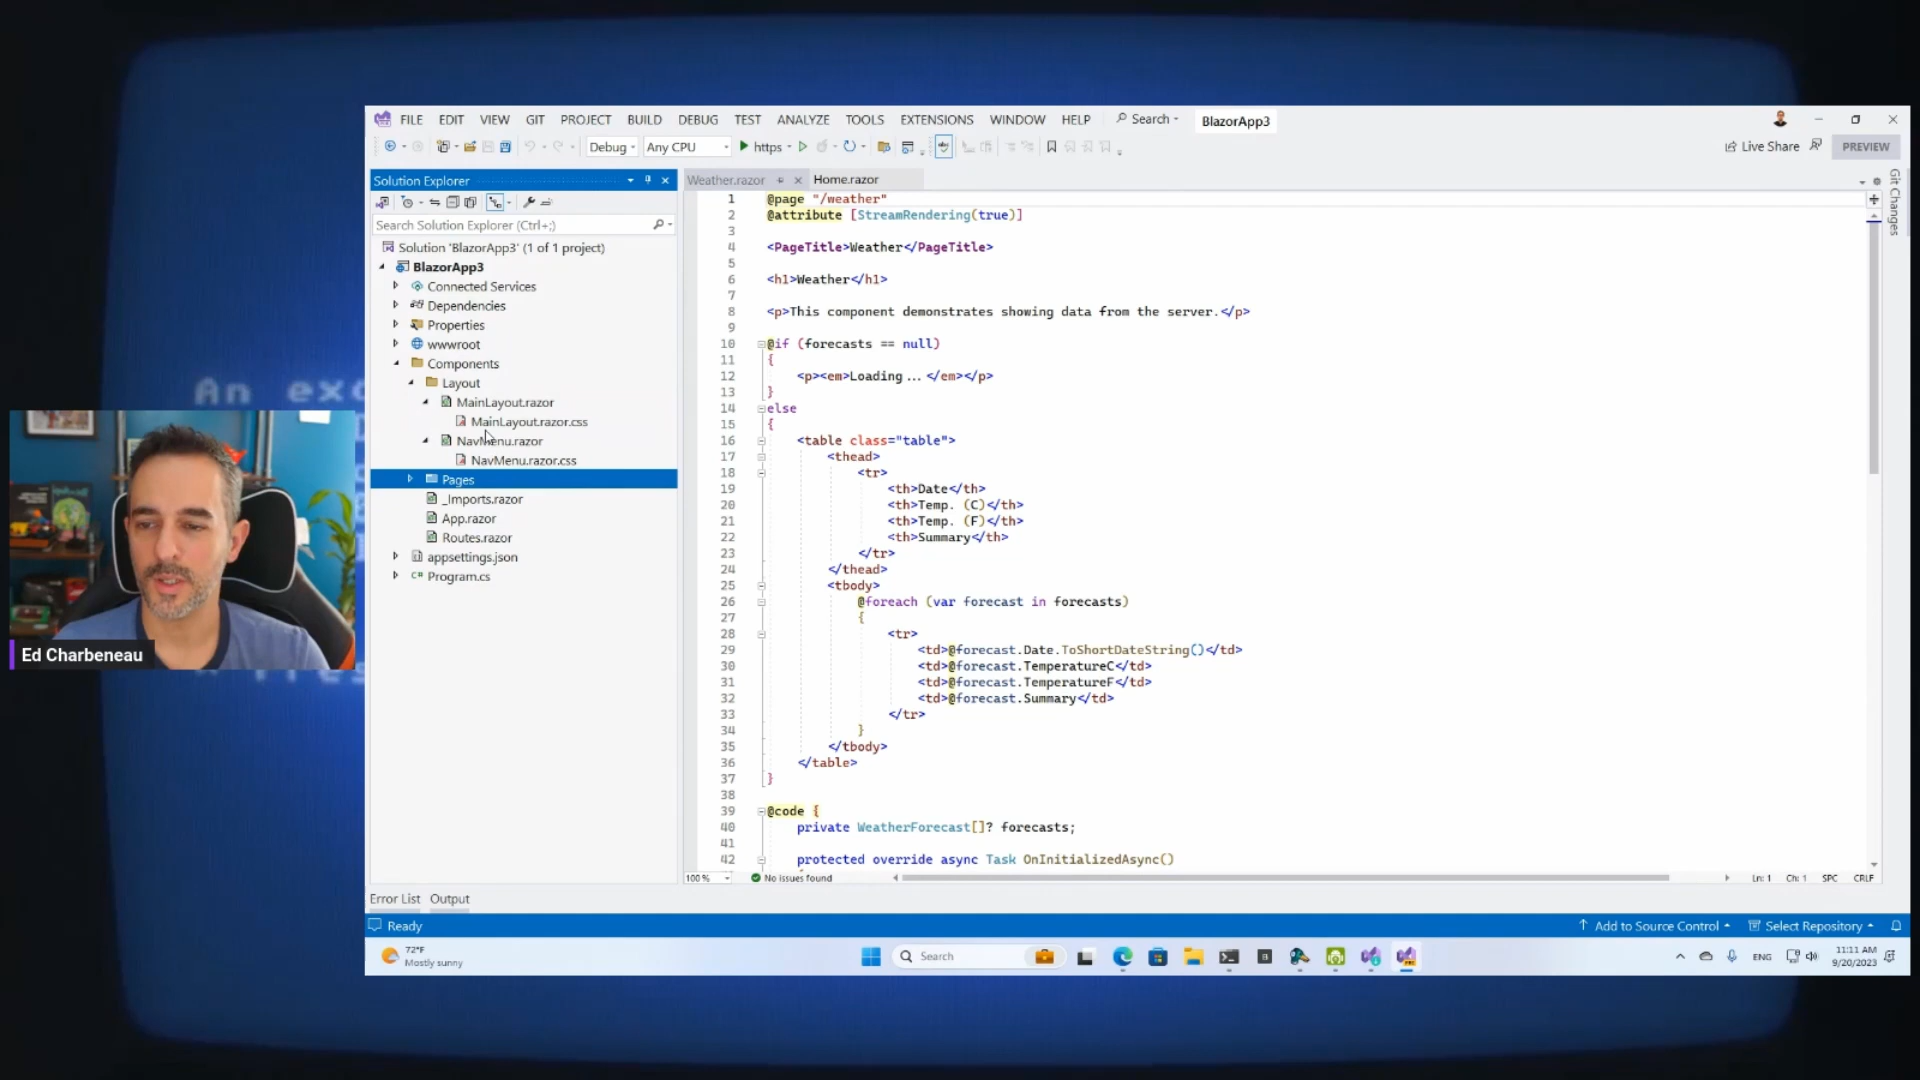 An exc
FILE EDIT VIEW GIT PROJECT BUILD DEBUG TEST ANALYZE TOOLS EXTENSIONS WINDOW HELP Search BlazorApp3
Debug Any CPU https Live Share PREVIEW
Solution Explorer
Weather.razor Home.razor
Git Changes
Search Solution Explorer (Ctrl+;)
Solution 'BlazorApp3' (1 of 1 project)
BlazorApp3
Connected Services
Dependencies
Properties
wwwroot
Components
Layout
MainLayout.razor
MainLayout.razor.css
NavMenu.razor
NavMenu.razor.css
Pages
_Imports.razor
App.razor
Routes.razor
appsettings.json
C# Program.cs
1 @page "/weather"
2 @attribute [StreamRendering(true)]
3
4 <PageTitle>Weather</PageTitle>
5
6 <h1>Weather</h1>
7
8 <p>This component demonstrates showing data from the server.</p>
9
10 @if (forecasts == null)
11 {
12 <p><em>Loading...</em></p>
13 }
14 else
15 {
16 <table class="table">
17 <thead>
18 <tr>
19 <th>Date</th>
20 <th>Temp. (C)</th>
21 <th>Temp. (F)</th>
22 <th>Summary</th>
23 </tr>
24 </thead>
25 <tbody>
26 @foreach (var forecast in forecasts)
27 {
28 <tr>
29 <td>@forecast.Date.ToShortDateString()</td>
30 <td>@forecast.TemperatureC</td>
31 <td>@forecast.TemperatureF</td>
32 <td>@forecast.Summary</td>
33 </tr>
34 }
35 </tbody>
36 </table>
37 }
38
39 @code {
40 private WeatherForecast[]? forecasts;
41
42 protected override async Task OnInitializedAsync()
100 % No issues found Ln: 1 Ch: 1 SPC CRLF
Error List Output
Ready Add to Source Control Select Repository
72°F
Mostly sunny
Search
ENG
11:11 AM
9/20/2023
Ed Charbeneau